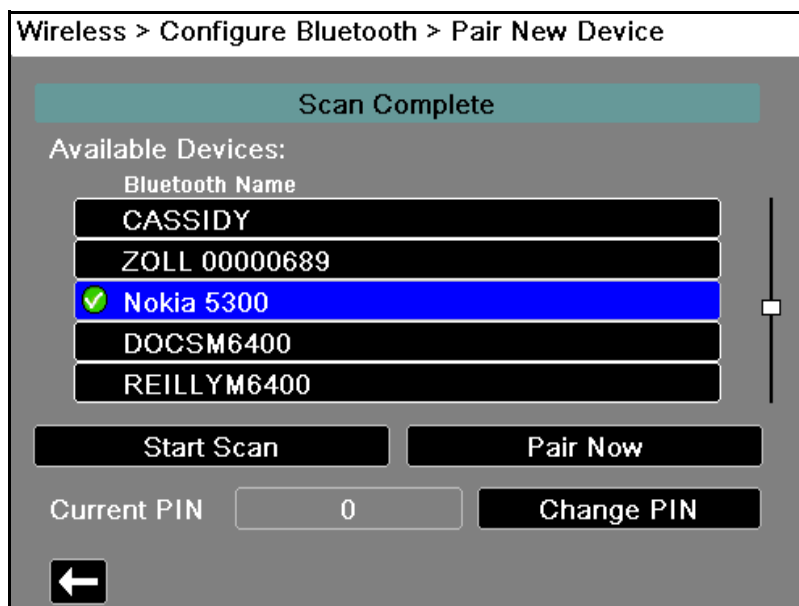 Wireless > Configure Bluetooth > Pair New Device
Scan Complete
Available Devices:
Bluetooth Name
CASSIDY
ZOLL 00000689
Nokia 5300
DOCSM6400
REILLYM6400
Start Scan Pair Now
Current PIN 0 Change PIN